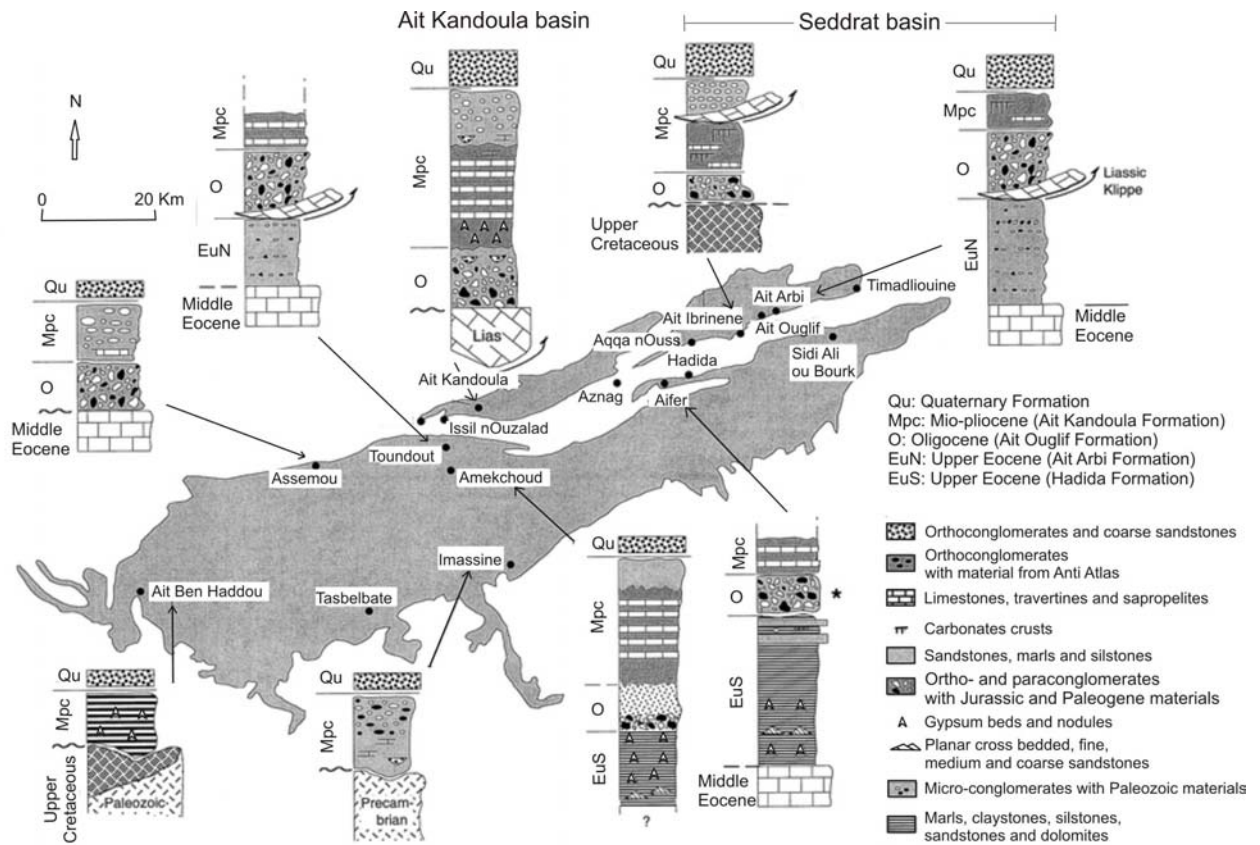 Ait Kandoula basin
Seddrat basin
N
0
20 Km
Mpc
O
EuN
Middle
Eocene
Qu
Mpc
O
Lias
Qu
Mpc
O
Upper
Cretaceous
Qu
Mpc
O
EuN
Liassic
Klippe
Middle
Eocene
Qu
Mpc
O
Middle
Eocene
Timadliouine
Ait Arbi
Ait Ibrinene
Ait Ouglif
Aqqa nOuss
Sidi Ali
ou Bourk
Hadida
Aznag
Aifer
Ait Kandoula
Issil nOuzalad
Toundout
Assemou
Amekchoud
Imassine
Ait Ben Haddou
Tasbelbate
Qu: Quaternary Formation
Mpc: Mio-pliocene (Ait Kandoula Formation)
O: Oligocene (Ait Ouglif Formation)
EuN: Upper Eocene (Ait Arbi Formation)
EuS: Upper Eocene (Hadida Formation)
Orthoconglomerates and coarse sandstones
Orthoconglomerates
with material from Anti Atlas
Limestones, travertines and sapropelites
Carbonates crusts
Sandstones, marls and silstones
Ortho- and paraconglomerates
with Jurassic and Paleogene materials
Gypsum beds and nodules
Planar cross bedded, fine,
medium and coarse sandstones
Micro-conglomerates with Paleozoic materials
Marls, claystones, silstones,
sandstones and dolomites
Qu
Mpc
Upper
Cretaceous
Paleozoic
Qu
Mpc
Precam
brian
Qu
Mpc
O
EuS
?
Mpc
O
*
EuS
Middle
Eocene